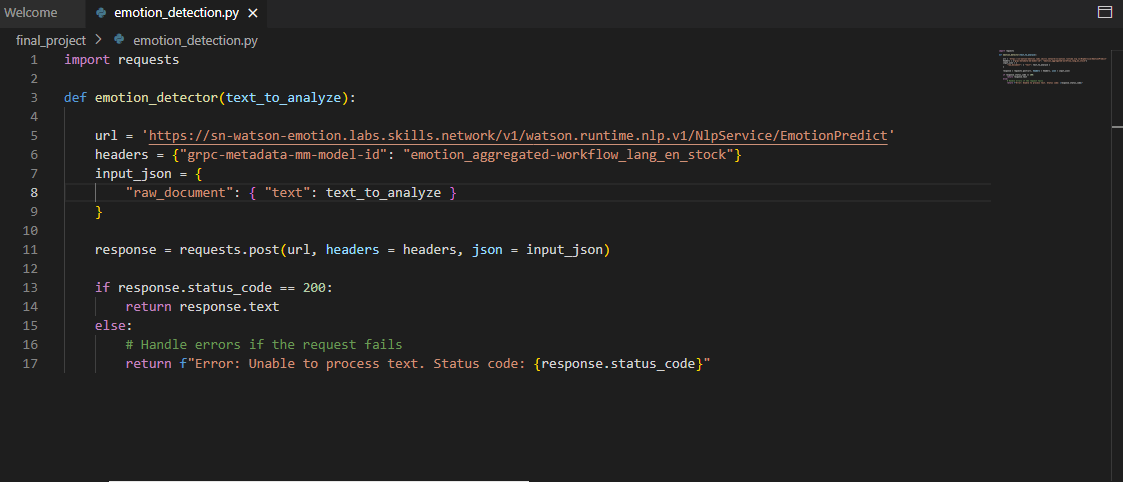 Welcome emotion_detection.py
final_project > emotion_detection.py
1 import requests
2
3 def emotion_detector(text_to_analyze):
4
5 url = 'https://sn-watson-emotion.labs.skills.network/v1/watson.runtime.nlp.v1/NlpService/EmotionPredict'
6 headers = {"grpc-metadata-mm-model-id": "emotion_aggregated-workflow_lang_en_stock"}
7 input_json = {
8 "raw_document": { "text": text_to_analyze }
9 }
10
11 response = requests.post(url, headers = headers, json = input_json)
12
13 if response.status_code == 200:
14 return response.text
15 else:
16 # Handle errors if the request fails
17 return f"Error: Unable to process text. Status code: {response.status_code}"